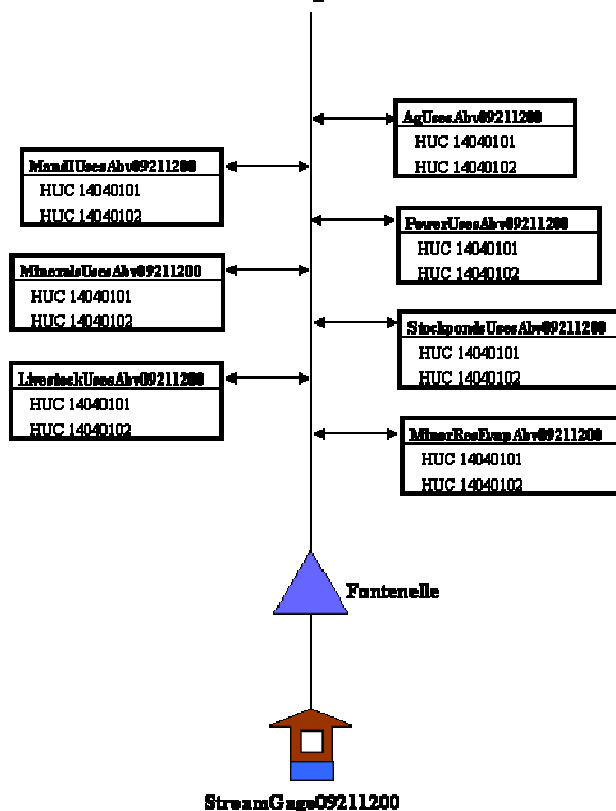 AgUsesAbv09211200
HUC 14040101
HUC 14040102
MandIUsesAbv09211200
HUC 14040101
HUC 14040102
PowerUsesAbv09211200
HUC 14040101
HUC 14040102
MineralsUsesAbv09211200
HUC 14040101
HUC 14040102
StockpondsUsesAbv09211200
HUC 14040101
HUC 14040102
LivestockUsesAbv09211200
HUC 14040101
HUC 14040102
MinorResEvapAbv09211200
HUC 14040101
HUC 14040102
Fontenelle
StreamGage09211200